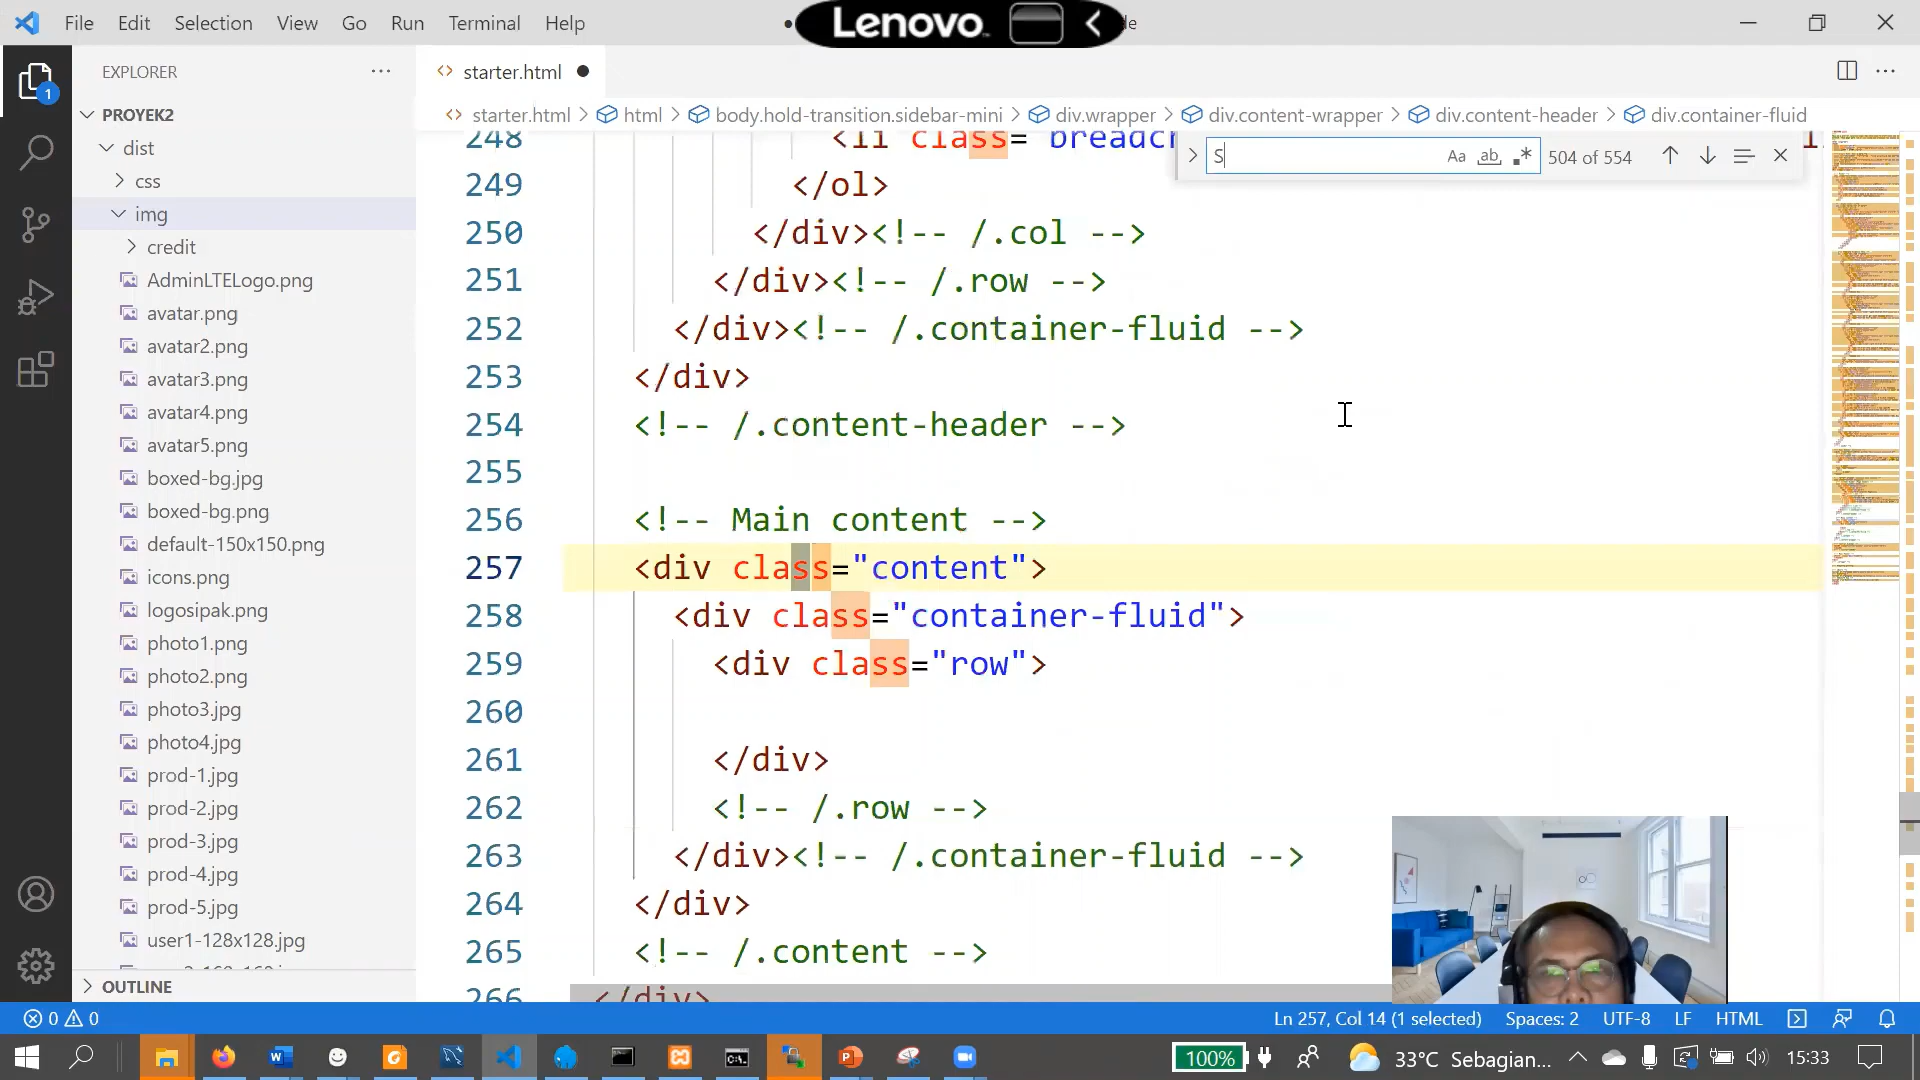 File Edit Selection View Go Run Terminal Help
Lenovo
EXPLORER
starter.html
PROYEK2
starter.html > html > body.hold-transition.sidebar-mini > div.wrapper > div.content-wrapper > div.content-header > div.container-fluid
dist
css
img
credit
AdminLTELogo.png
avatar.png
avatar2.png
avatar3.png
avatar4.png
avatar5.png
boxed-bg.jpg
boxed-bg.png
default-150x150.png
icons.png
logosipak.png
photo1.png
photo2.png
photo3.jpg
photo4.jpg
prod-1.jpg
prod-2.jpg
prod-3.jpg
prod-4.jpg
prod-5.jpg
user1-128x128.jpg
OUTLINE
S
Aa ab .* 504 of 554
248 <li class="breadc
249 </ol>
250 </div><!-- /.col -->
251 </div><!-- /.row -->
252 </div><!-- /.container-fluid -->
253 </div>
254 <!-- /.content-header -->
255
256 <!-- Main content -->
257 <div class="content">
258 <div class="container-fluid">
259 <div class="row">
260
261 </div>
262 <!-- /.row -->
263 </div><!-- /.container-fluid -->
264 </div>
265 <!-- /.content -->
266 </div>
0 0
Ln 257, Col 14 (1 selected) Spaces: 2 UTF-8 LF HTML
100% 33°C Sebagian... 15:33